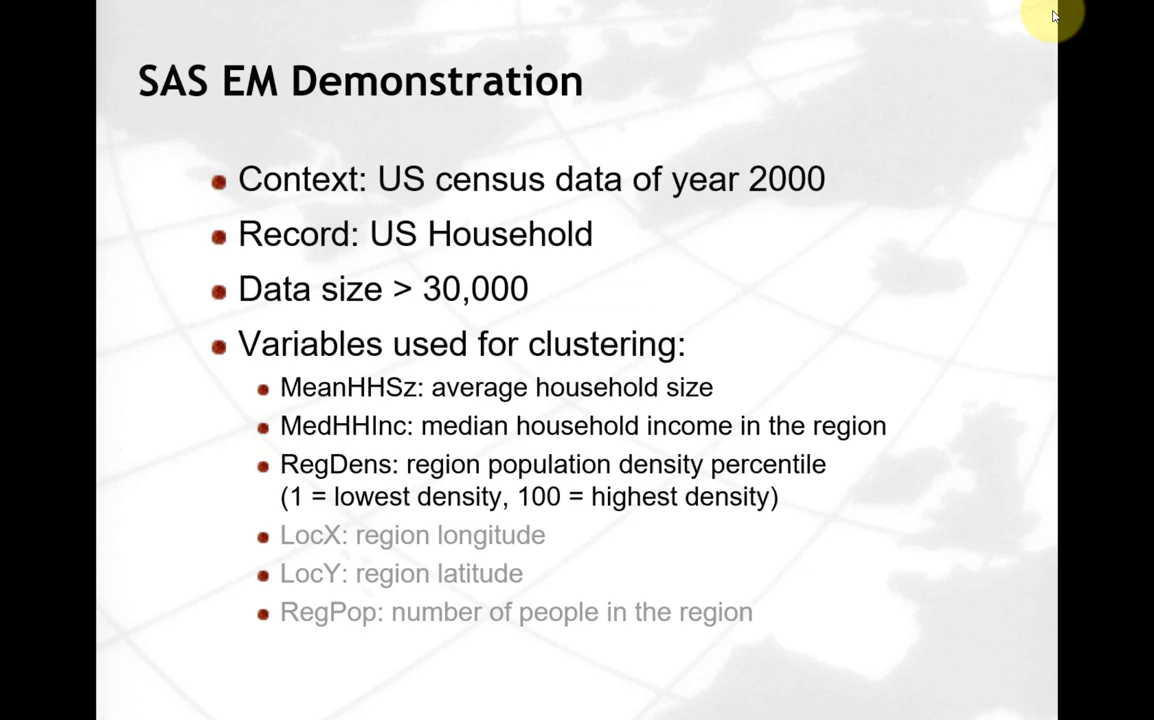 SAS EM Demonstration
Context: US census data of year 2000
Record: US Household
Data size > 30,000
Variables used for clustering:
MeanHHSz: average household size
MedHHInc: median household income in the region
RegDens: region population density percentile
(1 = lowest density, 100 = highest density)
LocX: region longitude
LocY: region latitude
RegPop: number of people in the region